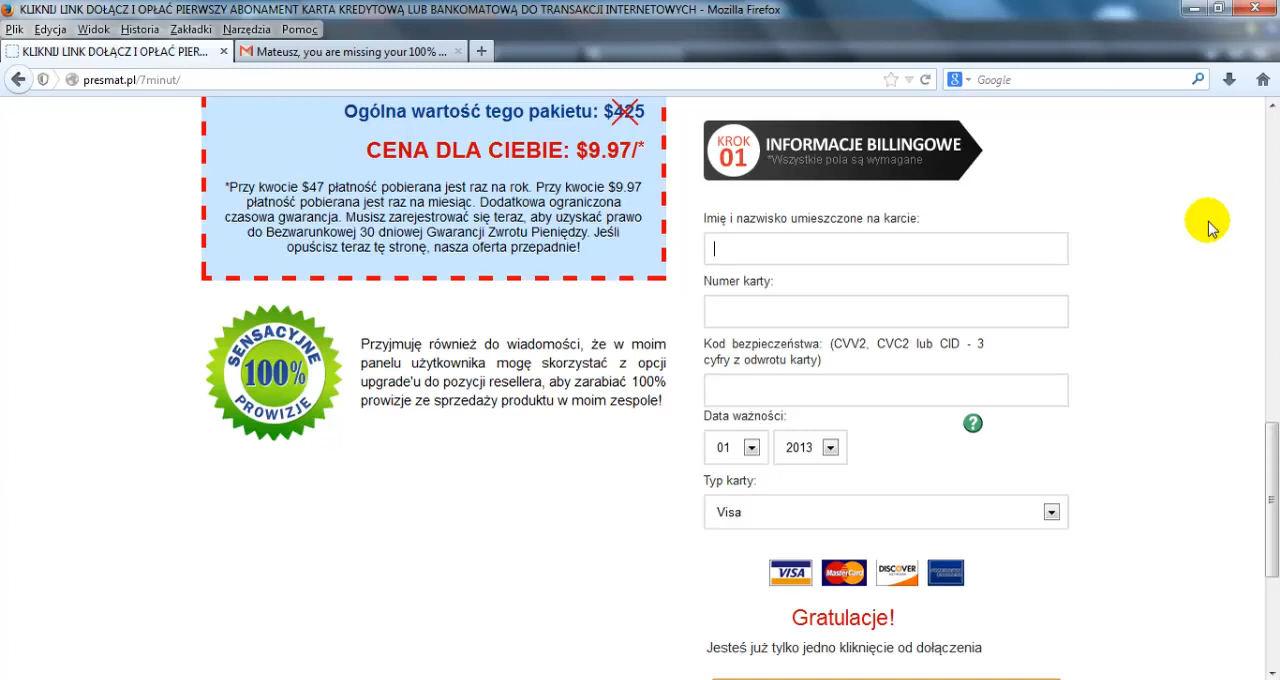 KLIKNIJ LINK DOŁĄCZ I OPŁAĆ PIERWSZY ABONAMENT KARTA KREDYTOWĄ LUB BANKOMATOWĄ DO TRANSAKCJI INTERNETOWYCH - Mozilla Firefox
Plik Edycja Widok Historia Zakładki Narzędzia Pomoc
KLIKNIJ LINK DOŁĄCZ I OPŁAĆ PIER...
Mateusz, you are missing your 100% ...
presmat.pl/7minut/
Google
Ogólna wartość tego pakietu: $425
CENA DLA CIEBIE: $9.97/*
*Przy kwocie $47 płatność pobierana jest raz na rok. Przy kwocie $9.97
płatność pobierana jest raz na miesiąc. Dodatkowa ograniczona
czasowa gwarancja. Musisz zarejestrować się teraz, aby uzyskać prawo
do Bezwarunkowej 30 dniowej Gwarancji Zwrotu Pieniędzy. Jeśli
opuścisz teraz tę stronę, nasza oferta przepadnie!
SENSACYJNE
100%
PROWIZJE
Przyjmuję również do wiadomości, że w moim
panelu użytkownika mogę skorzystać z opcji
upgrade'u do pozycji resellera, aby zarabiać 100%
prowizje ze sprzedaży produktu w moim zespole!
KROK
01
INFORMACJE BILLINGOWE
*Wszystkie pola są wymagane
Imię i nazwisko umieszczone na karcie:
Numer karty:
Kod bezpieczeństwa: (CVV2, CVC2 lub CID - 3
cyfry z odwrotu karty)
Data ważności:
?
01
2013
Typ karty:
Visa
VISA
MasterCard
DISCOVER
NETWORK
Gratulacje!
Jesteś już tylko jedno kliknięcie od dołączenia